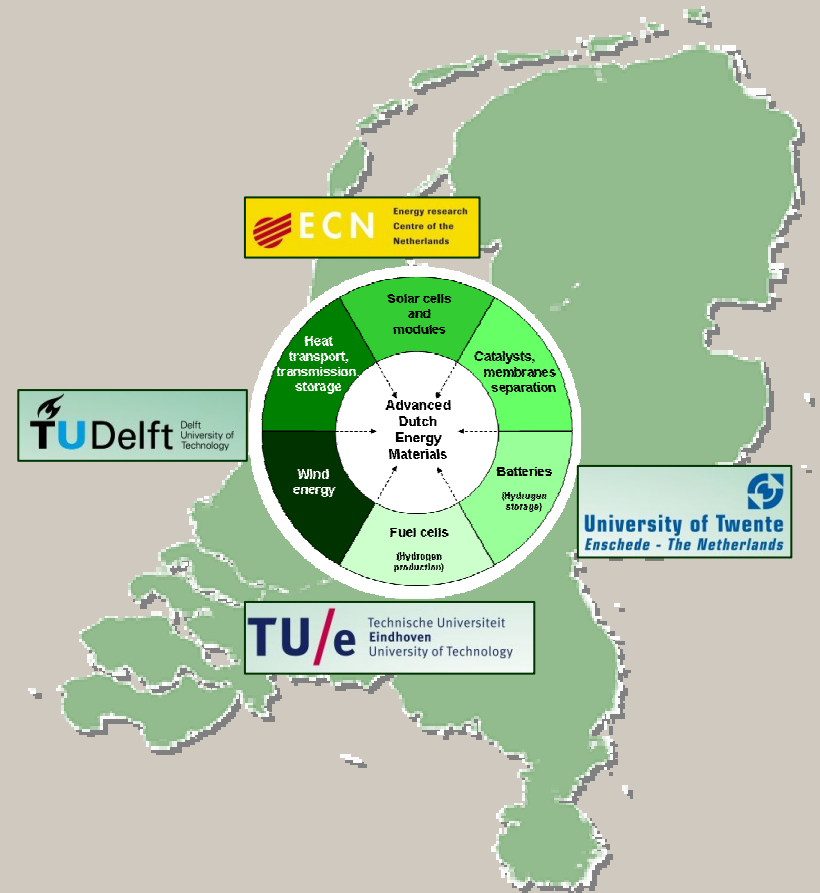 ECN
Energy research
Centre of the
Netherlands
Solar cells
and
modules
Heat
transport,
transmission
storage
Catalysts,
membranes
separation
Advanced
Dutch
Energy
Materials
TUDelft
Delft
University of
Technology
Wind
energy
Batteries
(Hydrogen
storage)
Fuel cells
(Hydrogen
production)
University of Twente
Enschede - The Netherlands
TU/e
Technische Universiteit
Eindhoven
University of Technology